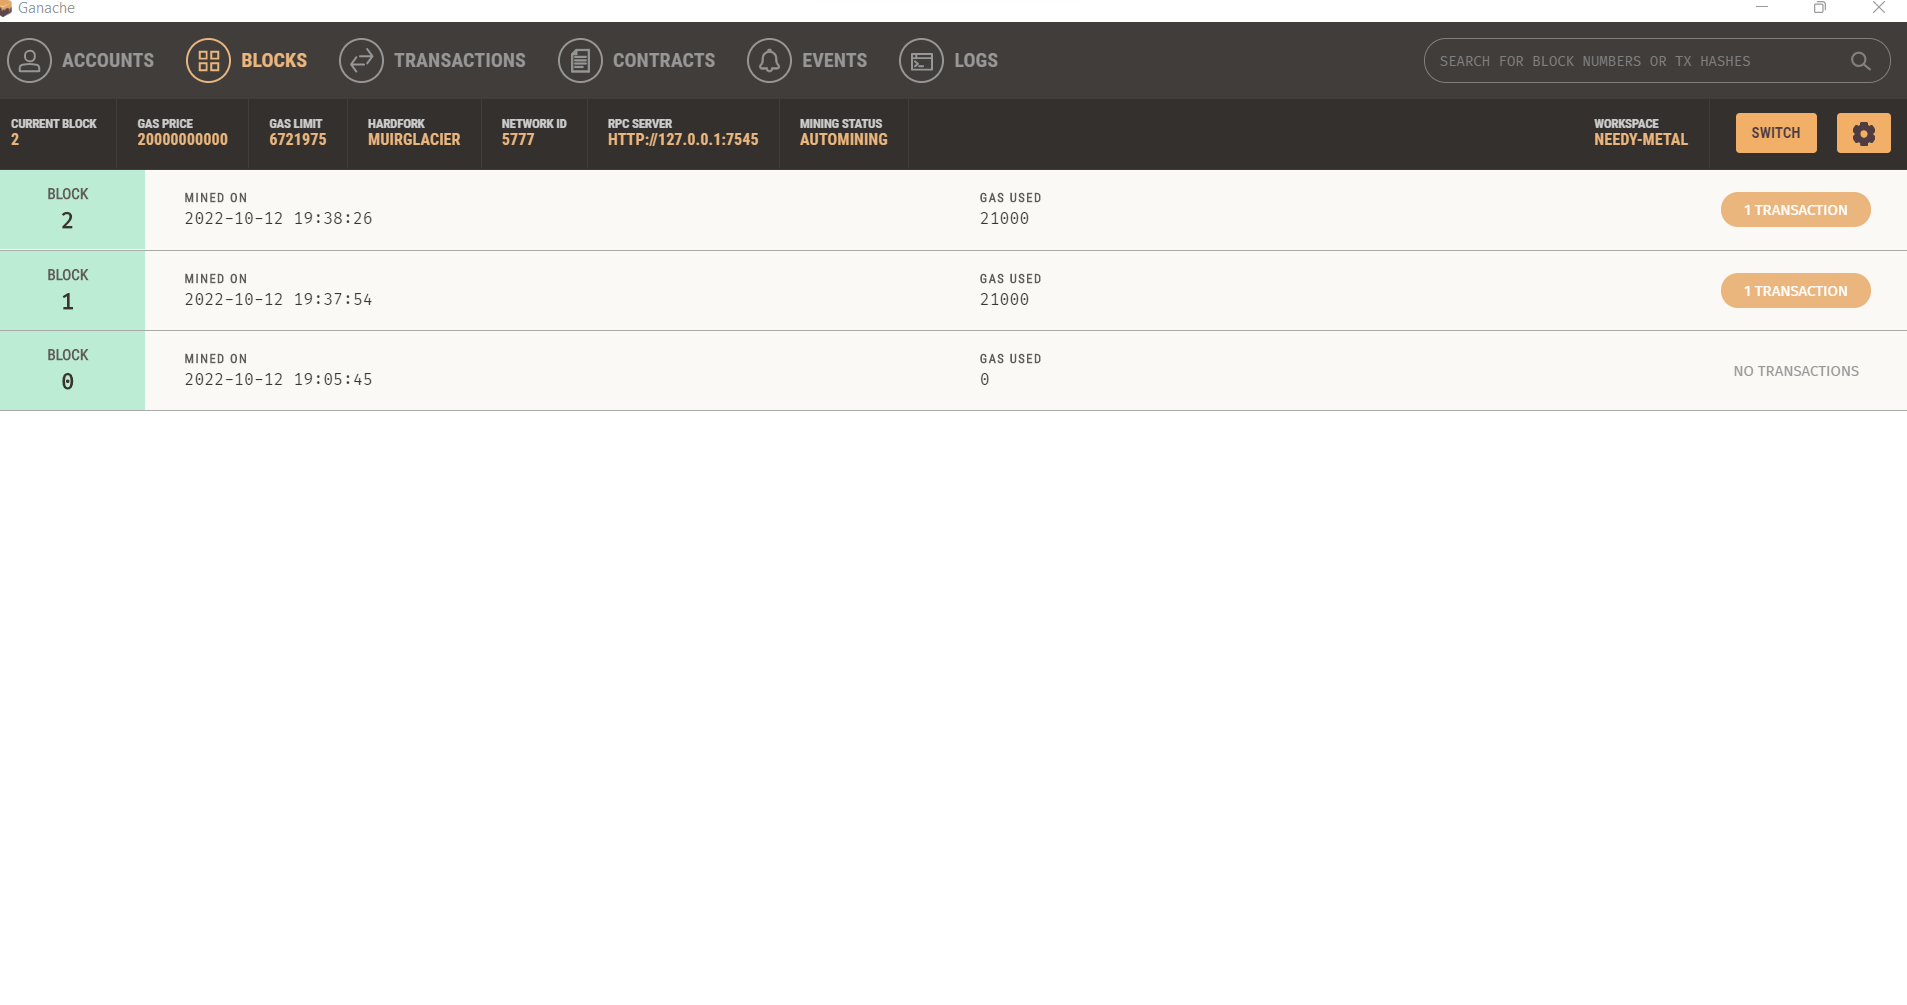 Ganache
ACCOUNTS BLOCKS TRANSACTIONS CONTRACTS EVENTS LOGS SEARCH FOR BLOCK NUMBERS OR TX HASHES
CURRENT BLOCK GAS PRICE GAS LIMIT HARDFORK NETWORK ID RPC SERVER MINING STATUS WORKSPACE
2 20000000000 6721975 MUIRGLACIER 5777 HTTP://127.0.0.1:7545 AUTOMINING NEEDY-METAL SWITCH
BLOCK MINED ON GAS USED
2 2022-10-12 19:38:26 21000 1 TRANSACTION
BLOCK MINED ON GAS USED
1 2022-10-12 19:37:54 21000 1 TRANSACTION
BLOCK MINED ON GAS USED
0 2022-10-12 19:05:45 0 NO TRANSACTIONS